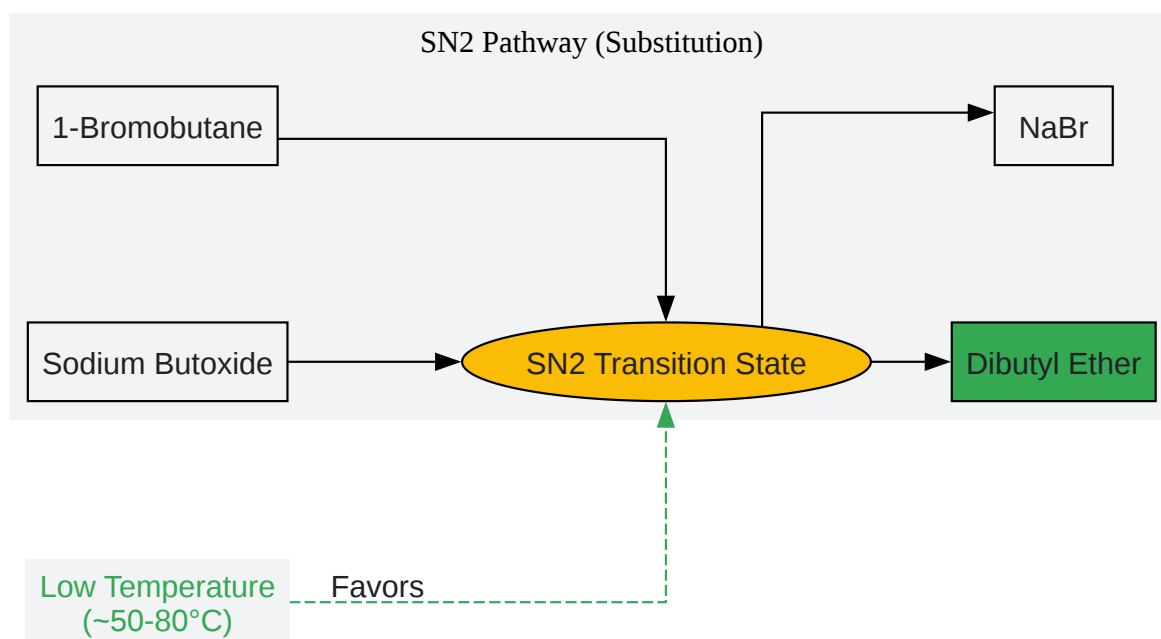 SN2 Pathway (Substitution)
1-Bromobutane
NaBr
Sodium Butoxide
SN2 Transition State
Dibutyl Ether
Low Temperature
(~50-80°C)
Favors